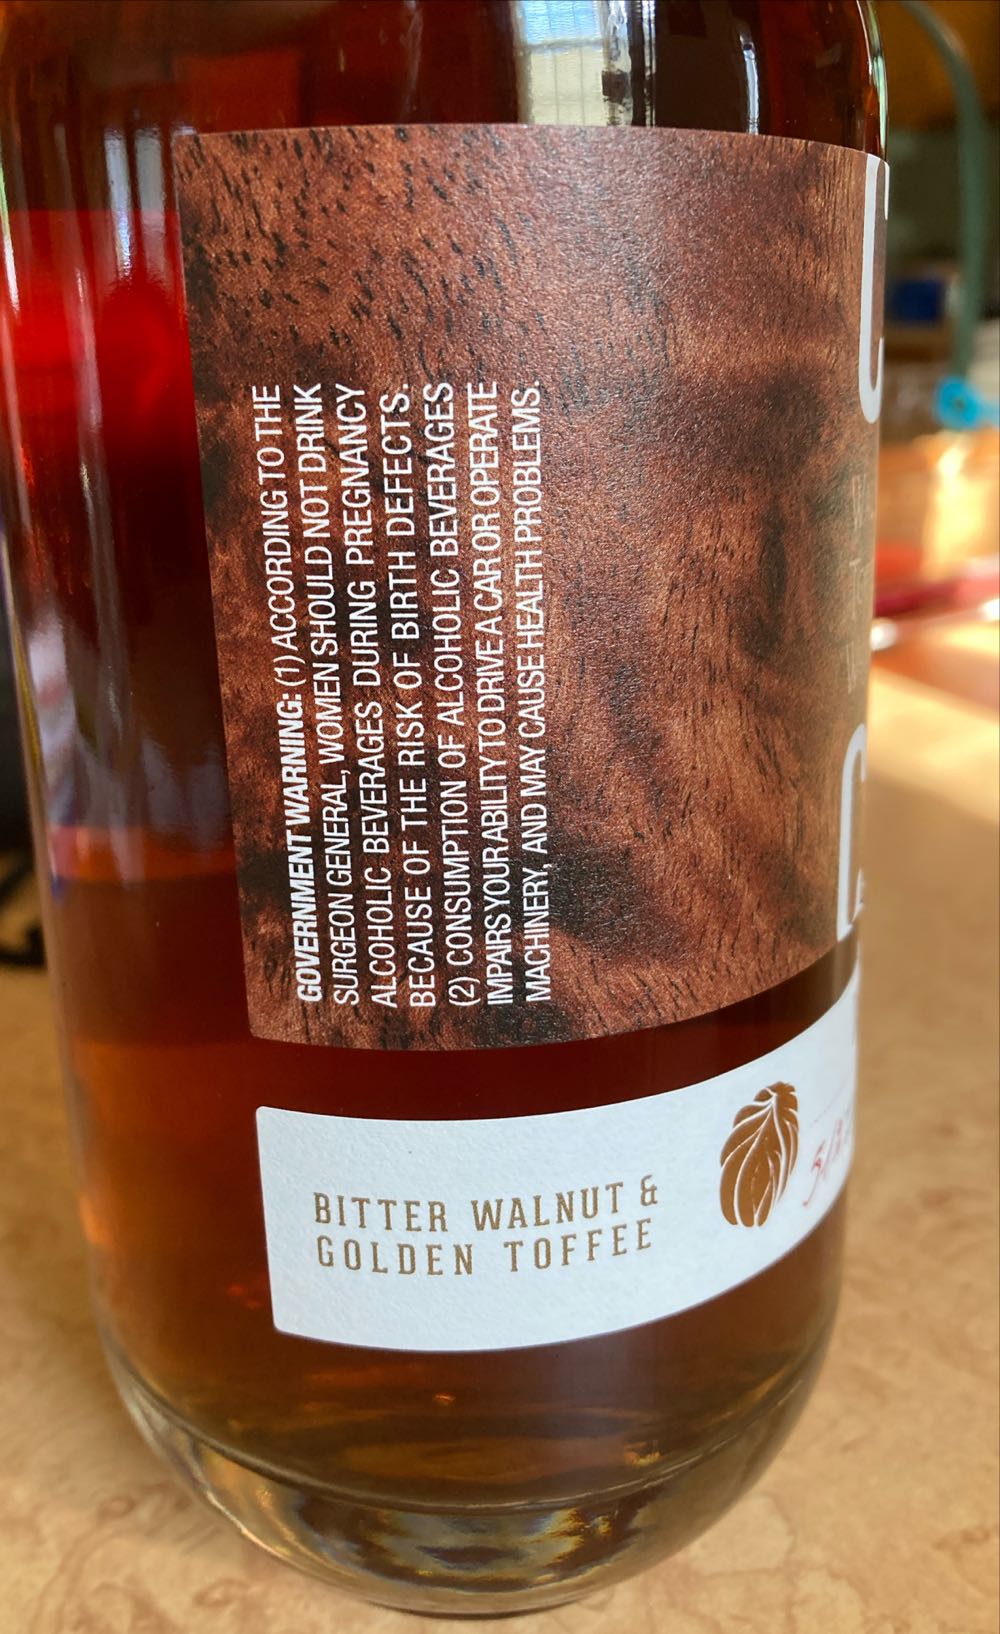 GOVERNMENT WARNING: (1) ACCORDING TO THE
SURGEON GENERAL, WOMEN SHOULD NOT DRINK
ALCOHOLIC BEVERAGES DURING PREGNANCY
BECAUSE OF THE RISK OF BIRTH DEFECTS.
(2) CONSUMPTION OF ALCOHOLIC BEVERAGES
IMPAIRS YOUR ABILITY TO DRIVE A CAR OR OPERATE
MACHINERY, AND MAY CAUSE HEALTH PROBLEMS.
BITTER WALNUT &
GOLDEN TOFFEE